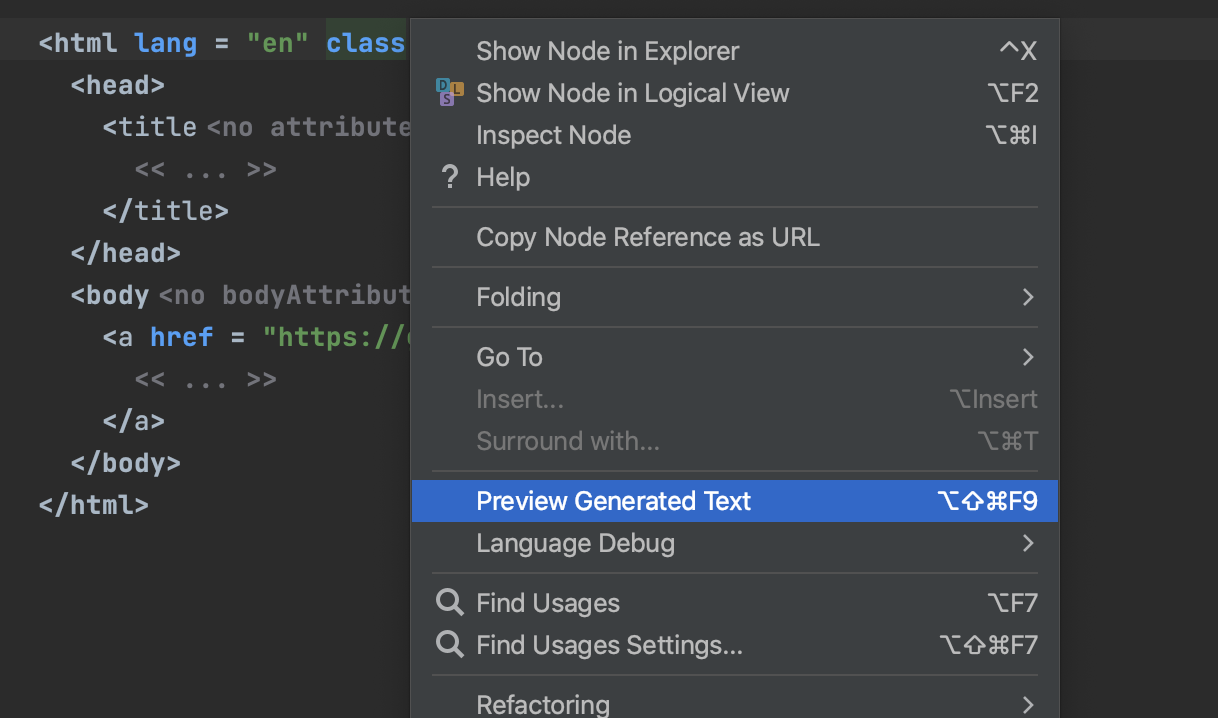 <html lang = "en" class
<head>
<title <no attribute
<< ... >>
</title>
</head>
<body <no bodyAttribut
<a href = "https://
<< ... >>
</a>
</body>
</html>
Show Node in Explorer ^X
DLS Show Node in Logical View ⌥F2
Inspect Node ⌥⌘I
? Help
Copy Node Reference as URL
Folding >
Go To >
Insert... ⌥Insert
Surround with... ⌥⌘T
Preview Generated Text ⌥⇧⌘F9
Language Debug >
Find Usages ⌥F7
Find Usages Settings... ⌥⇧⌘F7
Refactoring >